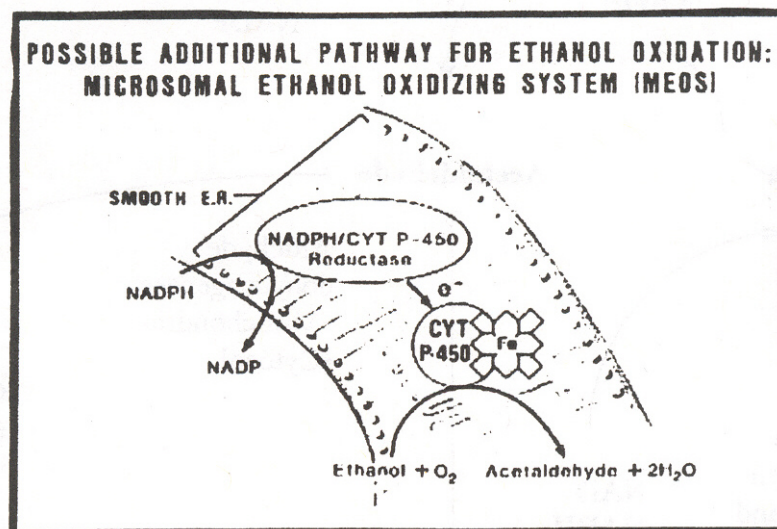 POSSIBLE ADDITIONAL PATHWAY FOR ETHANOL OXIDATION:
MICROSOMAL ETHANOL OXIDIZING SYSTEM (MEOS)
SMOOTH E.R.
NADPH/CYT P-450
Reductase
NADPH
e⁻
CYT
P-450
Fe
NADP
Ethanol + O₂ Acetaldehyde + 2H₂O